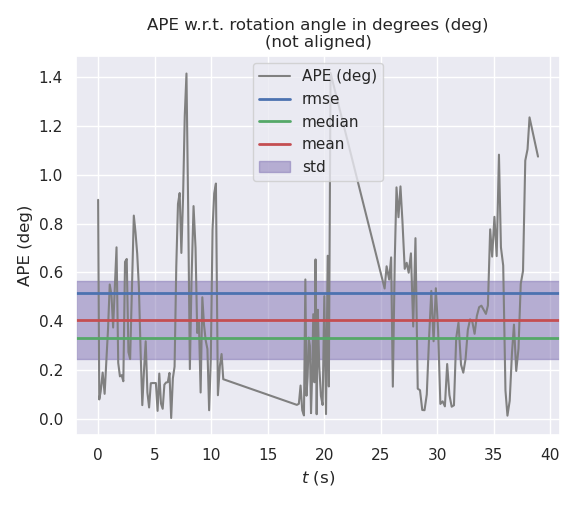 APE w.r.t. rotation angle in degrees (deg)
(not aligned)
APE (deg)
rmse
median
mean
std
APE (deg)
1.4
1.2
1.0
0.8
0.6
0.4
0.2
0.0
0 5 10 15 20 25 30 35 40
t (s)